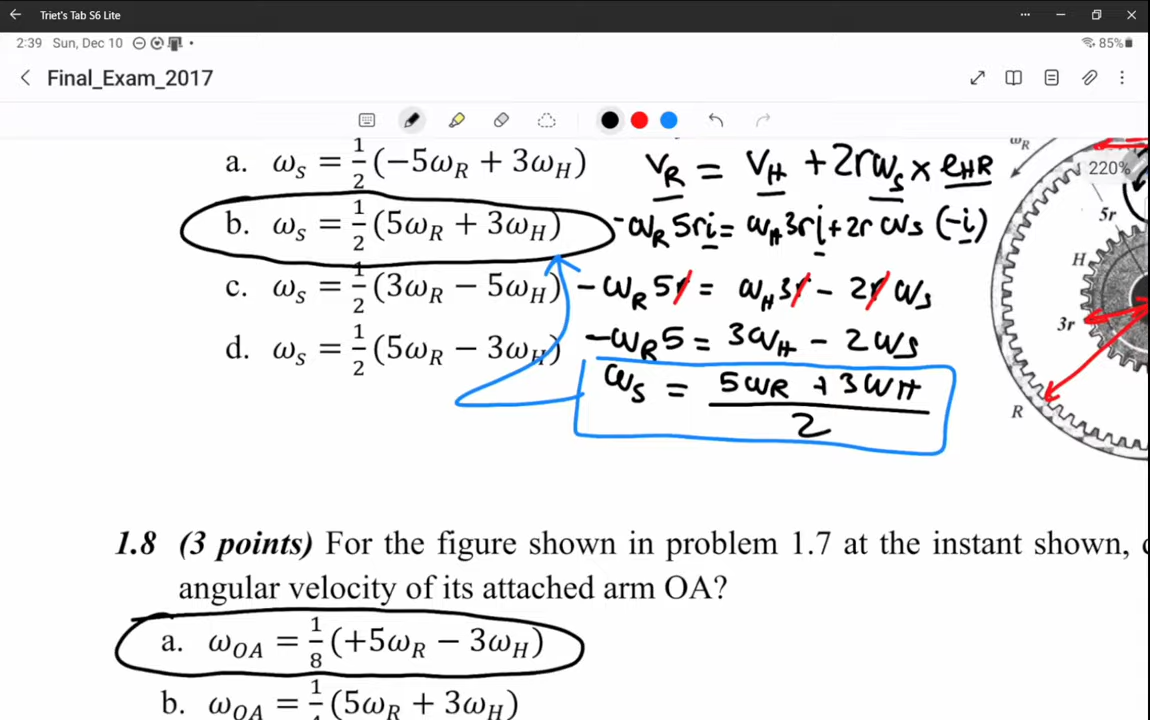 Triet's Tab S6 Lite
2:39 Sun, Dec 10
85%
Final_Exam_2017
a. ωs = 1/2 (−5ωR + 3ωH)
b. ωs = 1/2 (5ωR + 3ωH)
c. ωs = 1/2 (3ωR − 5ωH)
d. ωs = 1/2 (5ωR − 3ωH)
VR = VH + 2rωs × eHR
-ωR 5ri = ωH 3ri + 2r ωs (-i)
-ωR 5r = ωH 3r - 2r ωs
-ωR 5 = 3ωH - 2ωs
ωs = 5ωR + 3ωH / 2
ωR
220%
5r
H
3r
R
1.8 (3 points) For the figure shown in problem 1.7 at the instant shown,
angular velocity of its attached arm OA?
a. ωOA = 1/8 (+5ωR − 3ωH)
b. ωOA = 1/4 (5ωR + 3ωH)